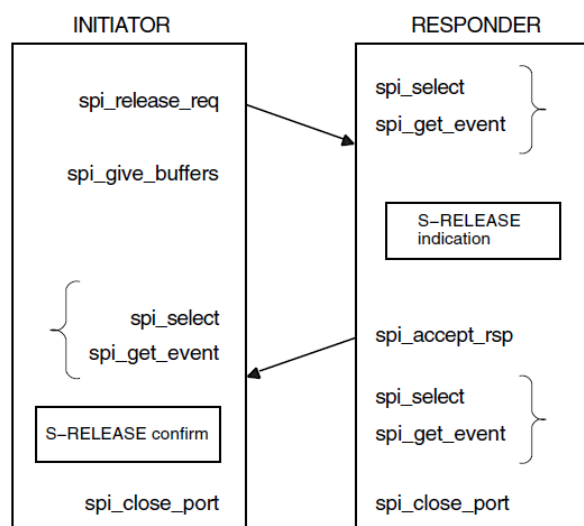 INITIATOR
spi_release_req
spi_give_buffers
spi_select
spi_get_event
S–RELEASE confirm
spi_close_port
RESPONDER
spi_select
spi_get_event
S–RELEASE
indication
spi_accept_rsp
spi_select
spi_get_event
spi_close_port